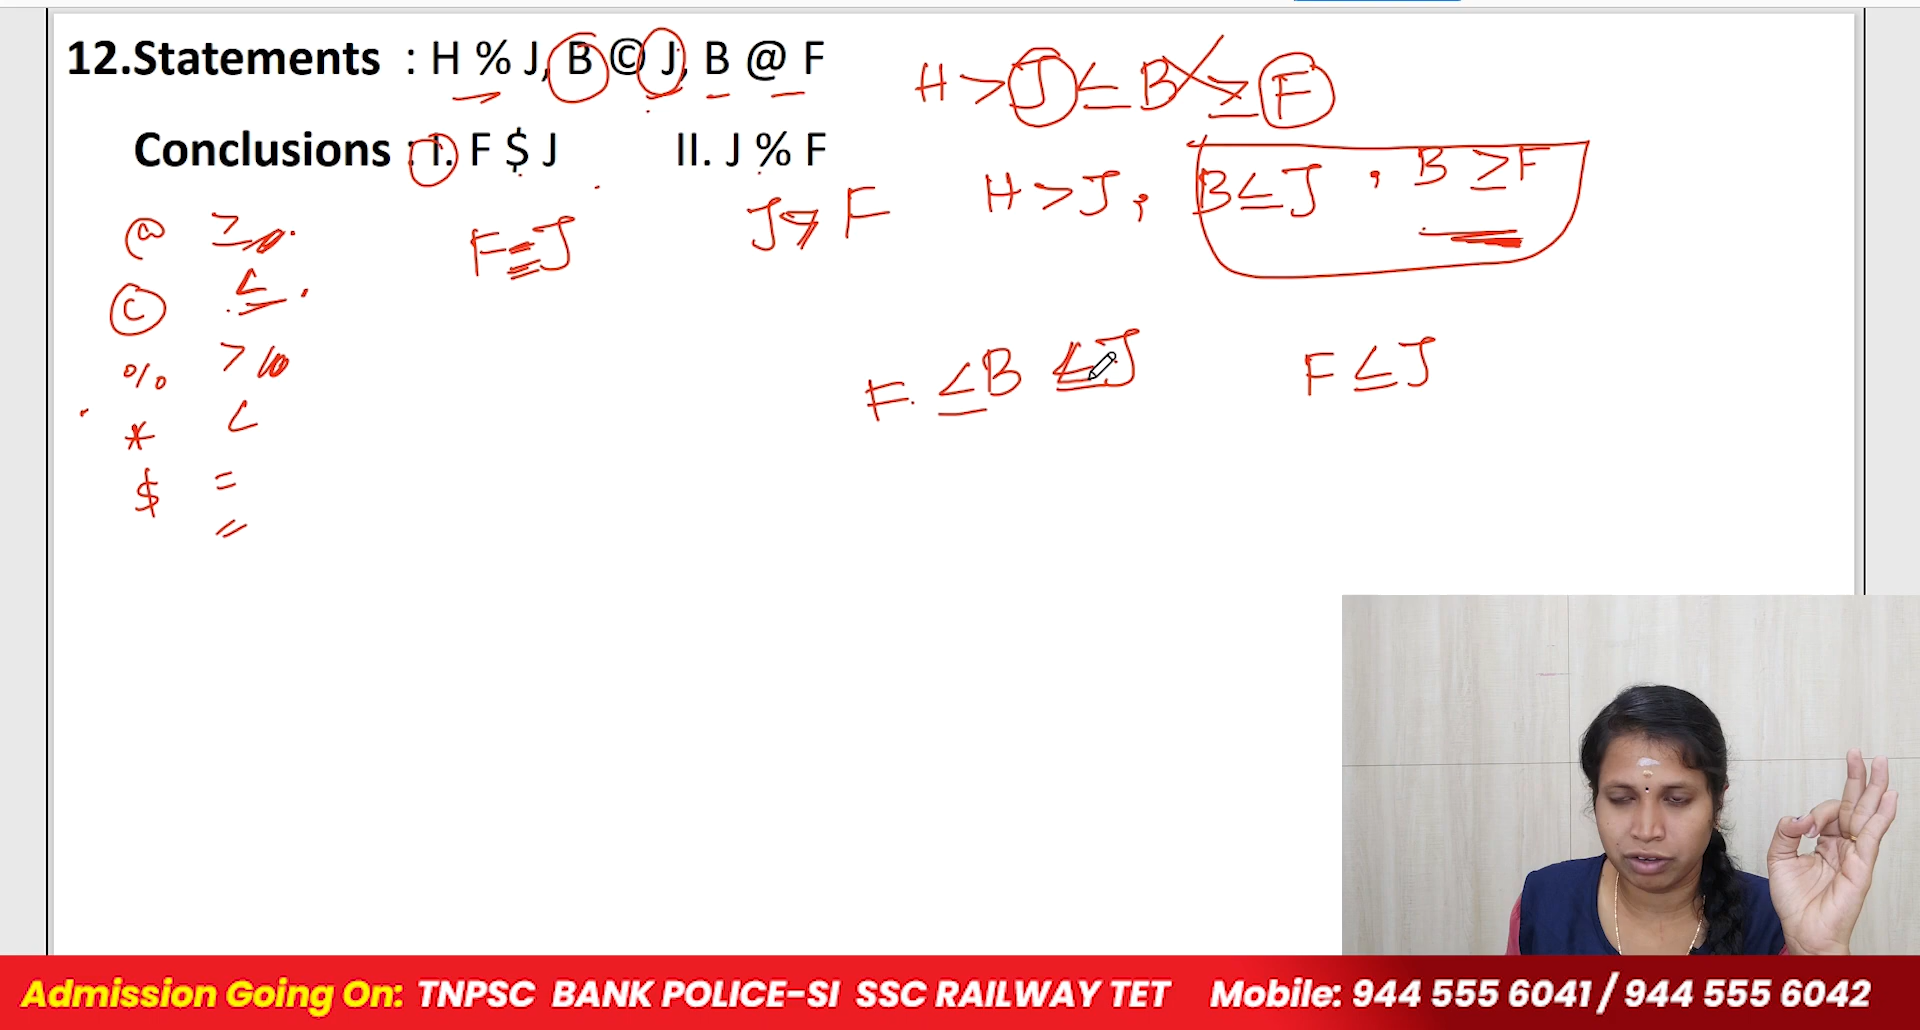 12.Statements : H % J, B © J, B @ F
H > J ≤ B ≥ F
Conclusions : I. F $ J II. J % F
@ ≥
F = J
J > F
H > J, B ≤ J, B ≥ F
© ≤
% >
F ≤ B ≤ J
F ≤ J
* <
$ =
Admission Going On: TNPSC BANK POLICE-SI SSC RAILWAY TET Mobile: 944 555 6041 / 944 555 6042